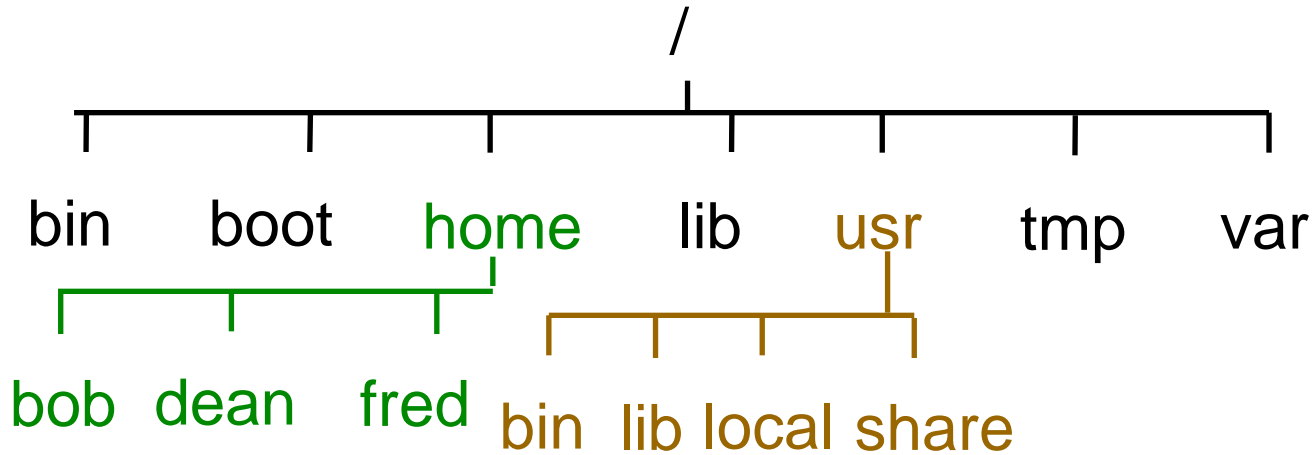 /
bin boot home lib usr tmp var
bob dean fred bin lib local share